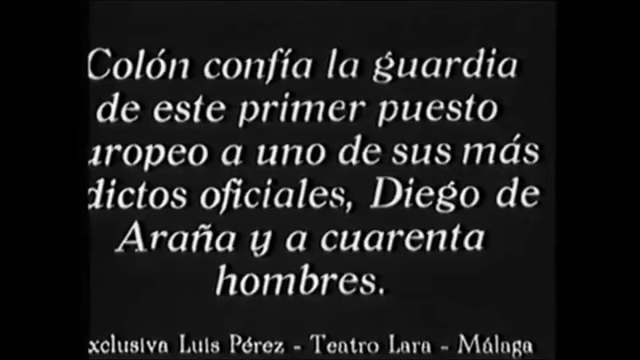 Colón confía la guardia
de este primer puesto
uropeo a uno de sus más
dictos oficiales, Diego de
Araña y a cuarenta
hombres.
xclusiva Luis Pérez - Teatro Lara - Málaga